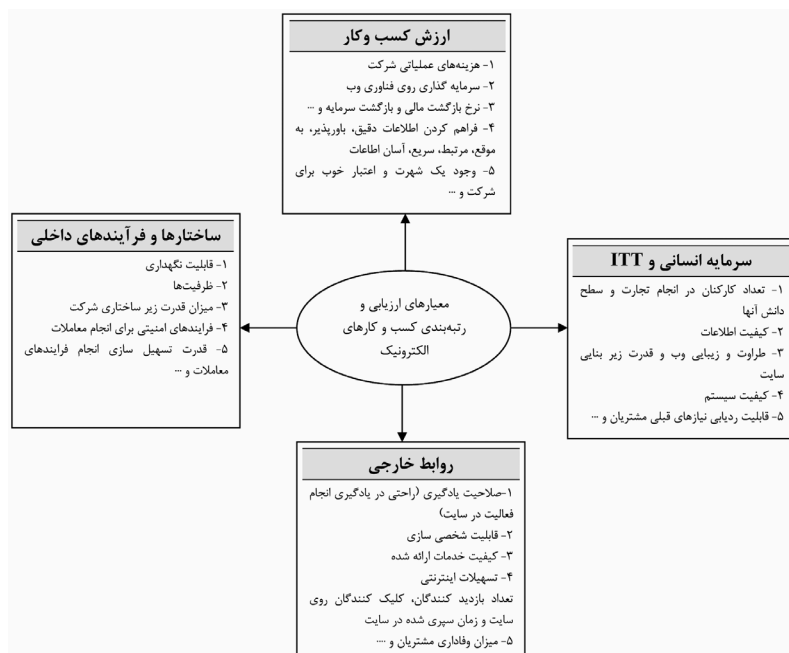 ارزش کسب وکار
۱- هزینه‌های عملیاتی شرکت
۲- سرمایه گذاری روی فناوری وب
۳- نرخ بازگشت مالی و بازگشت سرمایه و ...
۴- فراهم کردن اطلاعات دقیق، باورپذیر، به
موقع، مرتبط، سریع، آسان اطاعات
۵- وجود یک شهرت و اعتبار خوب برای
شرکت و ...
سرمایه انسانی و ITT
۱- تعداد کارکنان در انجام تجارت و سطح
دانش آنها
۲- کیفیت اطلاعات
۳- طراوت و زیبایی وب و قدرت زیر بنایی
سایت
۴- کیفیت سیستم
۵- قابلیت ردیابی نیازهای قبلی مشتریان و ...
معیارهای ارزیابی و
رتبه‌بندی کسب و کارهای
الکترونیک
ساختارها و فرآیندهای داخلی
۱- قابلیت نگهداری
۲- ظرفیت‌ها
۳- میزان قدرت زیر ساختاری شرکت
۴- فرایندهای امنیتی برای انجام معاملات
۵- قدرت تسهیل سازی انجام فرایندهای
معاملات و ...
روابط خارجی
۱-صلاحیت یادگیری (راحتی در یادگیری انجام
فعالیت در سایت)
۲- قابلیت شخصی سازی
۳- کیفیت خدمات ارائه شده
۴- تسهیلات اینترنتی
تعداد بازدید کنندگان، کلیک کنندگان روی
سایت و زمان سپری شده در سایت
۵- میزان وفاداری مشتریان و ....